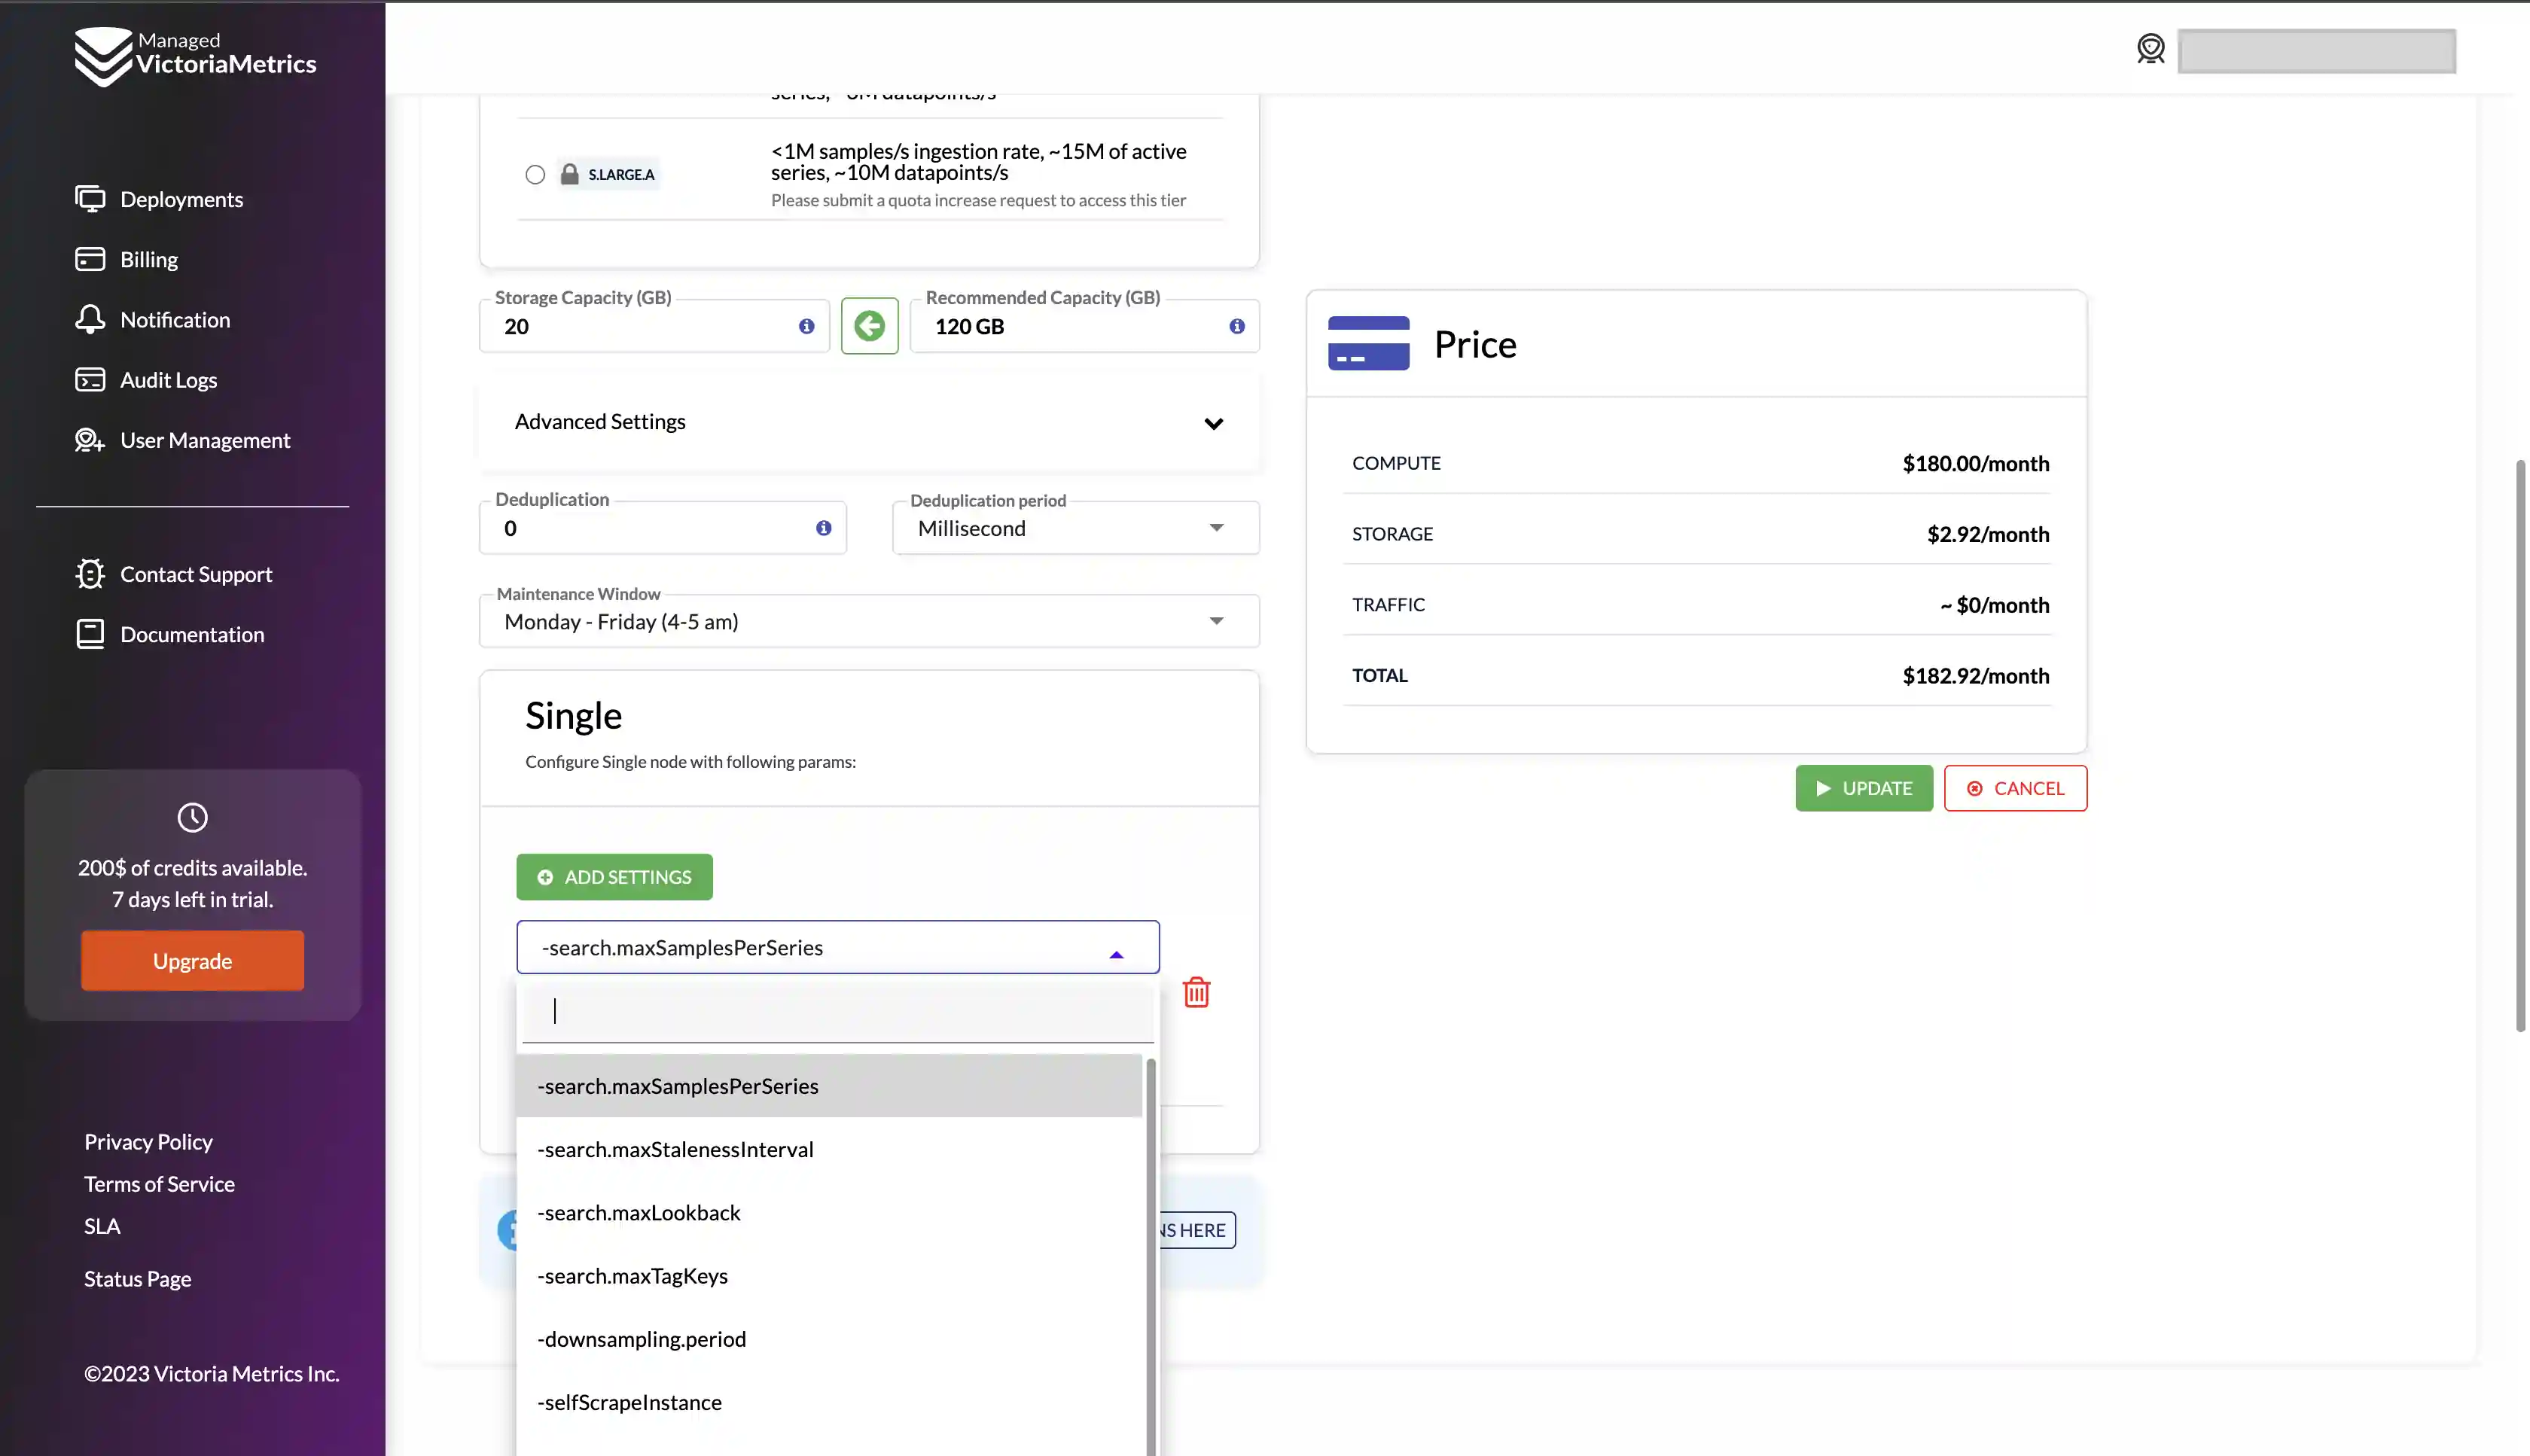 Managed
VictoriaMetrics
Deployments
Billing
Notification
Audit Logs
User Management
Contact Support
Documentation
200$ of credits available.
7 days left in trial.
Upgrade
Privacy Policy
Terms of Service
SLA
Status Page
©2023 Victoria Metrics Inc.
<1M samples/s ingestion rate, ~15M of active
S.LARGE.A
series, ~10M datapoints/s
Please submit a quota increase request to access this tier
Storage Capacity (GB)
20
Recommended Capacity (GB)
120 GB
Advanced Settings
Deduplication
0
Deduplication period
Millisecond
Maintenance Window
Monday - Friday (4-5 am)
Single
Configure Single node with following params:
ADD SETTINGS
-search.maxSamplesPerSeries
-search.maxSamplesPerSeries
-search.maxStalenessInterval
-search.maxLookback
-search.maxTagKeys
-downsampling.period
-selfScrapeInstance
HERE
Price
COMPUTE $180.00/month
STORAGE $2.92/month
TRAFFIC ~ $0/month
TOTAL $182.92/month
UPDATE
CANCEL